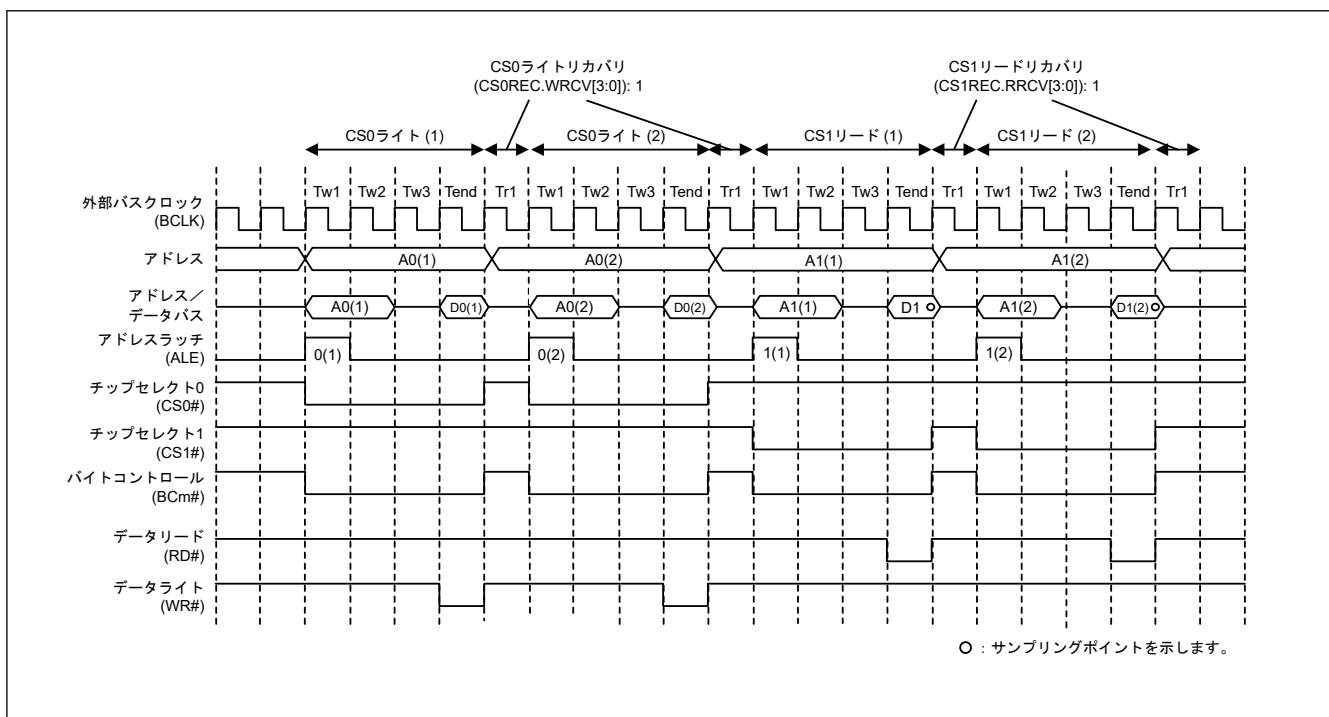 CS0ライトリカバリ
(CS0REC.WRCV[3:0]): 1
CS1リードリカバリ
(CS1REC.RRCV[3:0]): 1
CS0ライト (1)
CS0ライト (2)
CS1リード (1)
CS1リード (2)
Tw1 Tw2 Tw3 Tend Tr1 Tw1 Tw2 Tw3 Tend Tr1 Tw1 Tw2 Tw3 Tend Tr1 Tw1 Tw2 Tw3 Tend Tr1
外部バスクロック
(BCLK)
アドレス
A0(1) A0(2) A1(1) A1(2)
アドレス／
データバス
A0(1) D0(1) A0(2) D0(2) A1(1) D1 A1(2) D1(2)
アドレスラッチ
(ALE)
0(1) 0(2) 1(1) 1(2)
チップセレクト0
(CS0#)
チップセレクト1
(CS1#)
バイトコントロール
(BCm#)
データリード
(RD#)
データライト
(WR#)
：サンプリングポイントを示します。